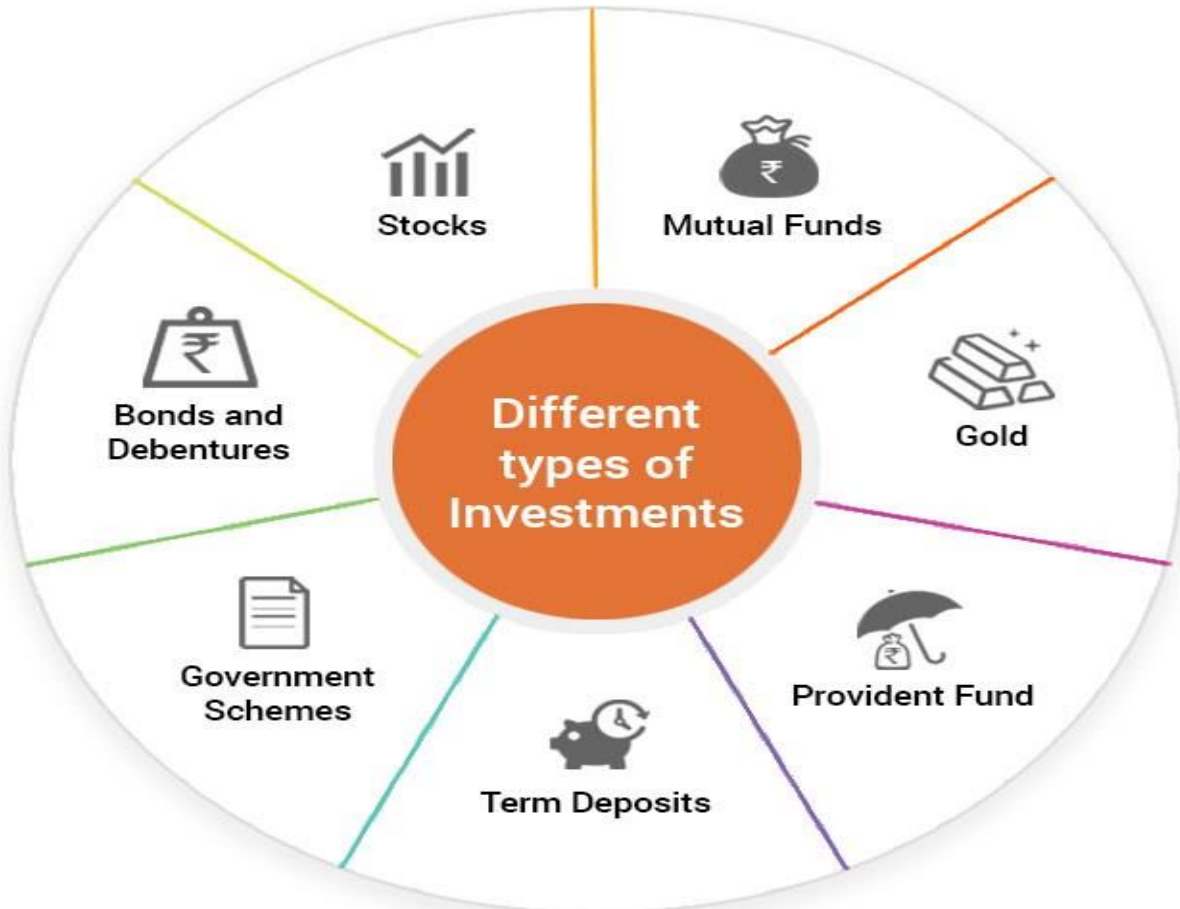 Stocks
Mutual Funds
₹
Gold
Provident Fund
₹
Term Deposits
Government
Schemes
Bonds and
Debentures
₹
Different
types of
Investments